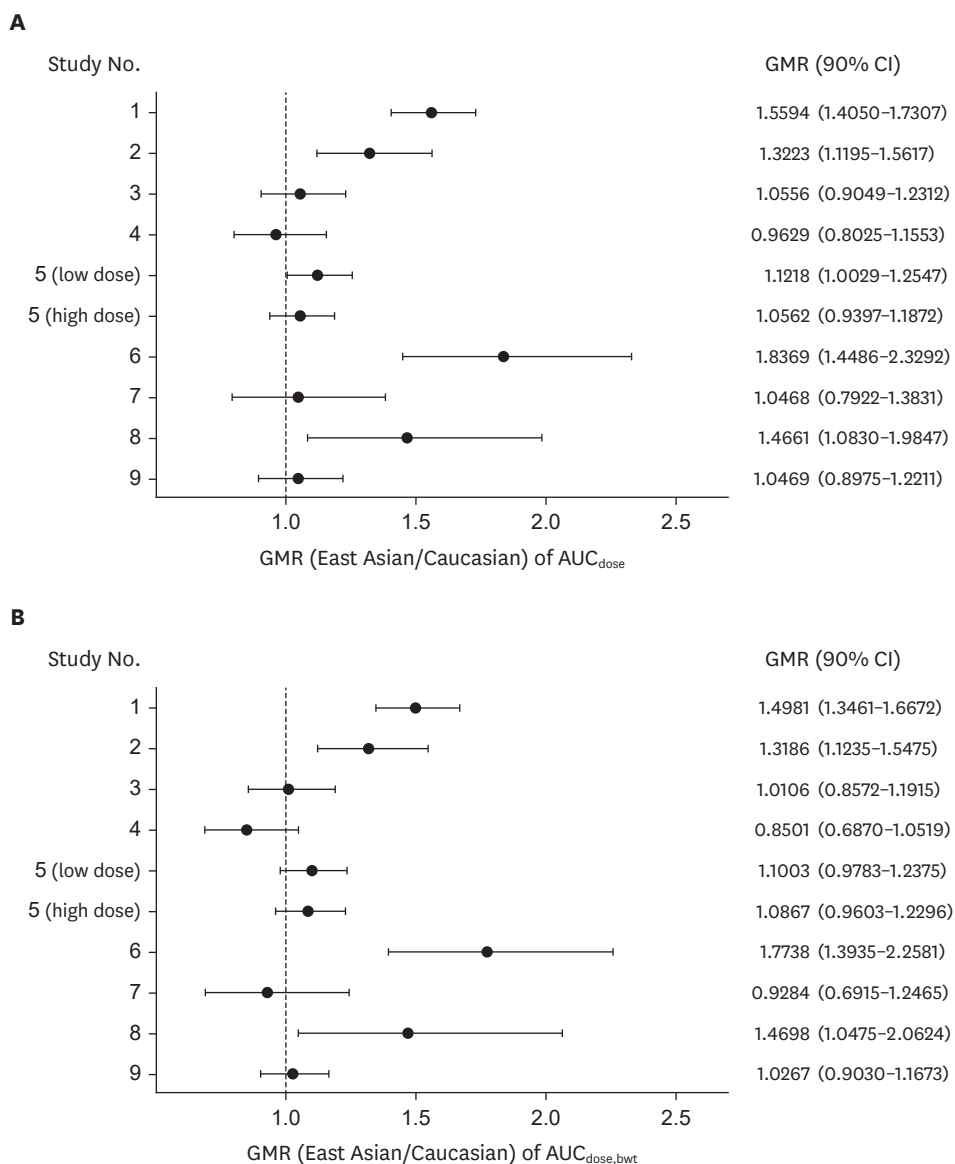 A
Study No. GMR (90% CI)
1 1.5594 (1.4050–1.7307)
2 1.3223 (1.1195–1.5617)
3 1.0556 (0.9049–1.2312)
4 0.9629 (0.8025–1.1553)
5 (low dose) 1.1218 (1.0029–1.2547)
5 (high dose) 1.0562 (0.9397–1.1872)
6 1.8369 (1.4486–2.3292)
7 1.0468 (0.7922–1.3831)
8 1.4661 (1.0830–1.9847)
9 1.0469 (0.8975–1.2211)
1.0 1.5 2.0 2.5
GMR (East Asian/Caucasian) of AUCdose
B
Study No. GMR (90% CI)
1 1.4981 (1.3461–1.6672)
2 1.3186 (1.1235–1.5475)
3 1.0106 (0.8572–1.1915)
4 0.8501 (0.6870–1.0519)
5 (low dose) 1.1003 (0.9783–1.2375)
5 (high dose) 1.0867 (0.9603–1.2296)
6 1.7738 (1.3935–2.2581)
7 0.9284 (0.6915–1.2465)
8 1.4698 (1.0475–2.0624)
9 1.0267 (0.9030–1.1673)
1.0 1.5 2.0 2.5
GMR (East Asian/Caucasian) of AUCdose,bwt